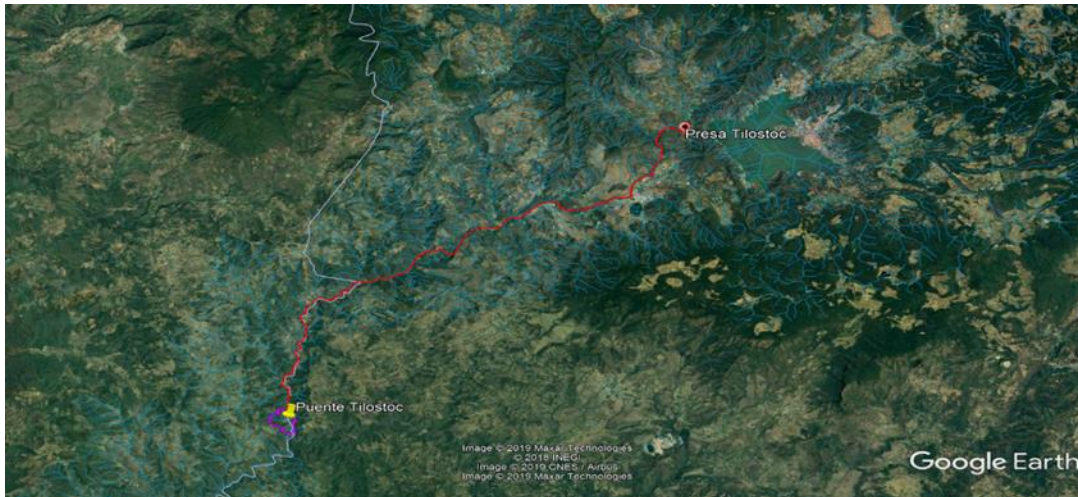 Presa Tilostoc
Puente Tilostoc
Image © 2019 Maxar Technologies
© 2018 INEGI
Image © 2019 CNES / Airbus
Image © 2019 Maxar Technologies
Google Earth